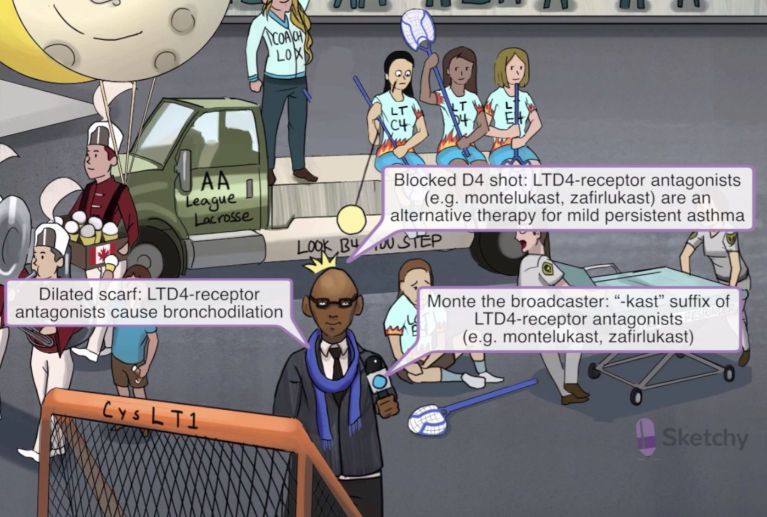 COACH
LOX
LT
C4
LT
LT
E4
AA
League
Lacrosse
Blocked D4 shot: LTD4-receptor antagonists
(e.g. montelukast, zafirlukast) are an
alternative therapy for mild persistent asthma
LOOK B4 YOU STEP
Dilated scarf: LTD4-receptor
antagonists cause bronchodilation
Monte the broadcaster: “-kast” suffix of
LTD4-receptor antagonists
(e.g. montelukast, zafirlukast)
CysLT1
Sketchy